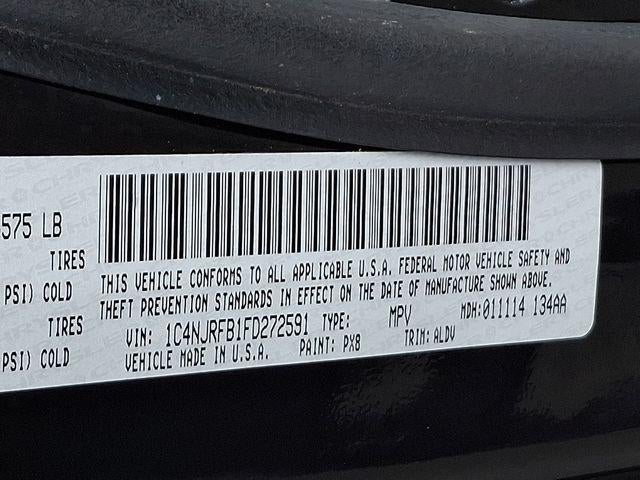 575 LB
TIRES
PSI) COLD
TIRES
PSI) COLD
THIS VEHICLE CONFORMS TO ALL APPLICABLE U.S.A. FEDERAL MOTOR VEHICLE SAFETY AND
THEFT PREVENTION STANDARDS IN EFFECT ON THE DATE OF MANUFACTURE SHOWN ABOVE.
VIN: 1C4NJRFB1FD272591 TYPE: MPV MDH:011114 134AA
VEHICLE MADE IN U.S.A. PAINT: PX8 TRIM: ALDV